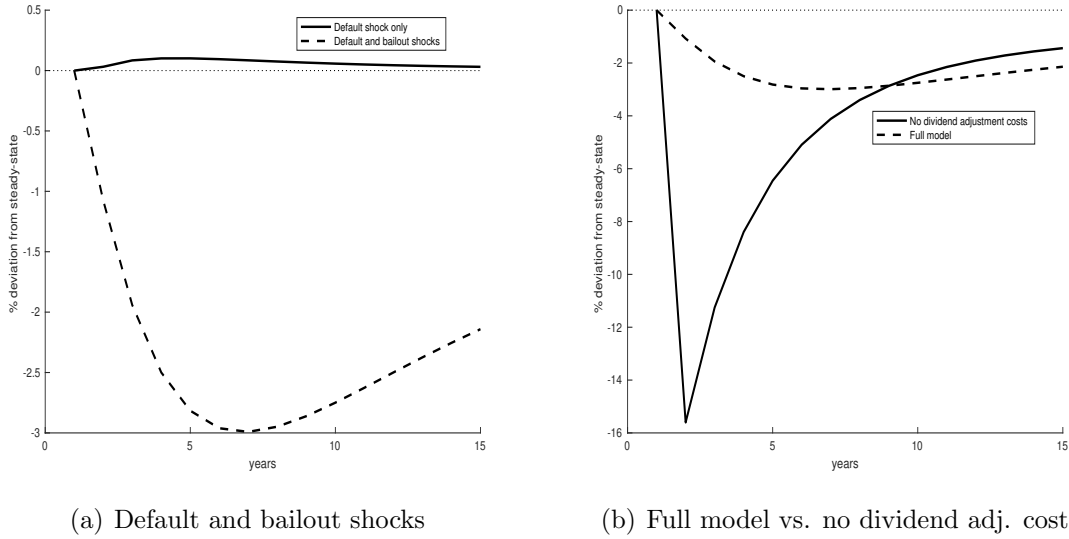 0.5
0
-0.5
-1
-1.5
-2
-2.5
-3
% deviation from steady-state
Default shock only
Default and bailout shocks
0
5
10
15
years
(a) Default and bailout shocks
0
-2
-4
-6
-8
-10
-12
-14
-16
% deviation from steady-state
No dividend adjustment costs
Full model
0
5
10
15
years
(b) Full model vs. no dividend adj. cost